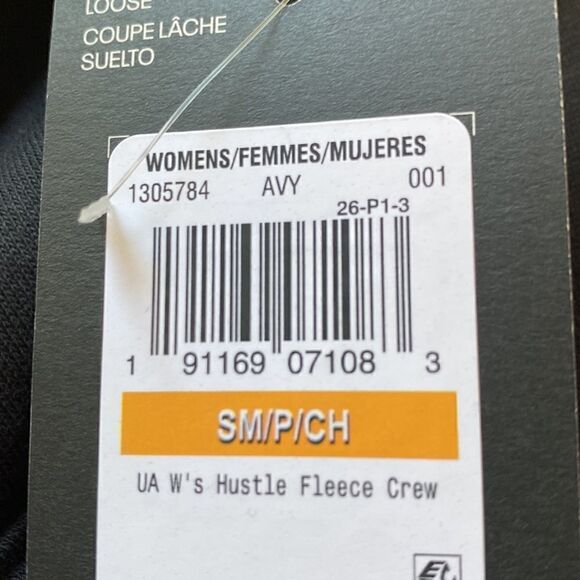 LOOSE
COUPE LÂCHE
SUELTO
WOMENS/FEMMES/MUJERES
1305784 AVY 001
26-P1-3
1 91169 07108 3
SM/P/CH
UA W's Hustle Fleece Crew
Et